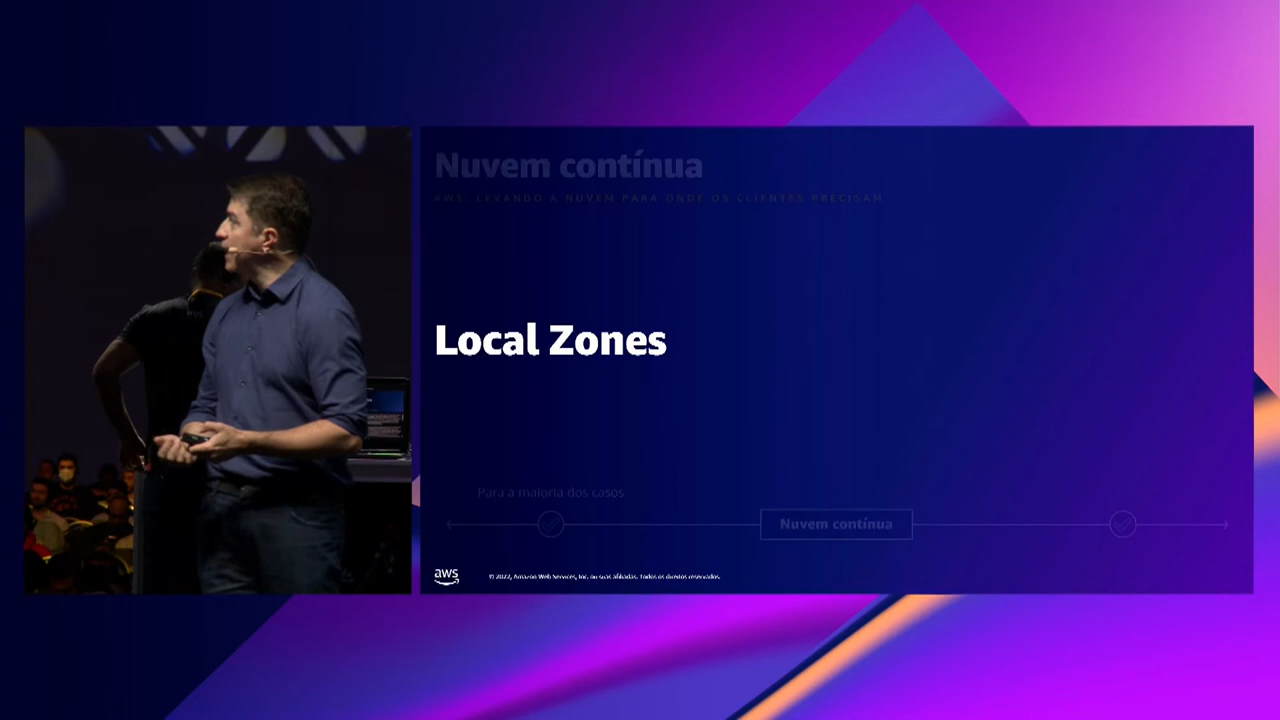 Nuvem contínua
AWS: LEVANDO A NUVEM PARA ONDE OS CLIENTES PRECISAM
Local Zones
Para a maioria dos casos
Nuvem contínua
aws
© 2022, Amazon Web Services, Inc. ou suas afiliadas. Todos os direitos reservados.